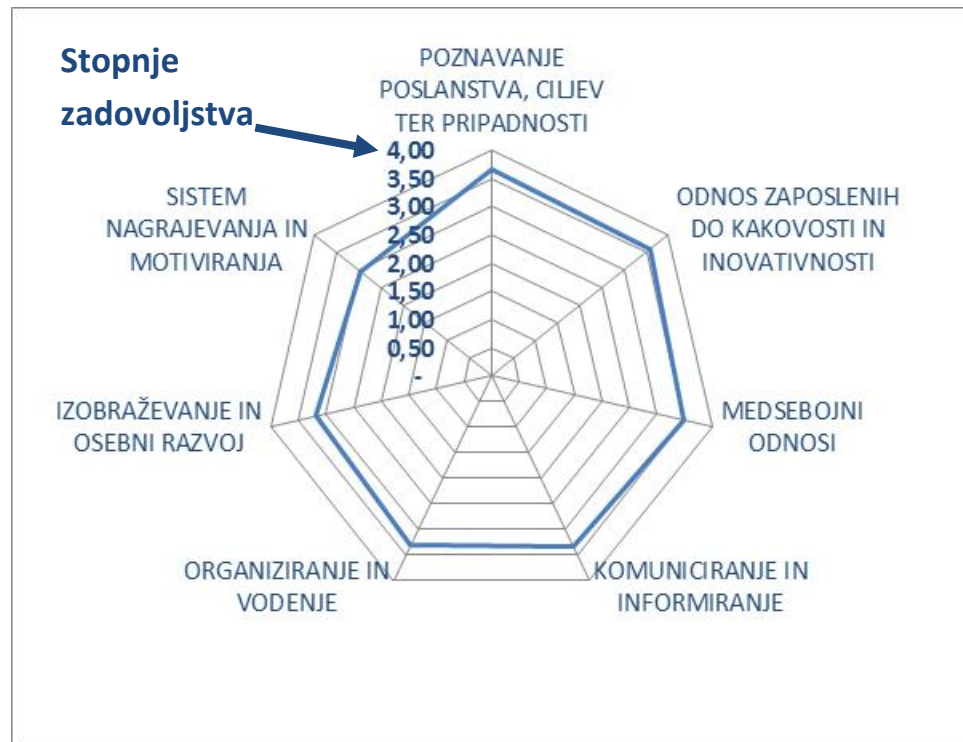 Stopnje
zadovoljstva
POZNAVANJE
POSLANSTVA, CILJEV
TER PRIPADNOSTI
4,00
3,50
3,00
2,50
2,00
1,50
1,00
0,50
-
ODNOS ZAPOSLENIH
DO KAKOVOSTI IN
INOVATIVNOSTI
MEDSEBOJNI
ODNOSI
KOMUNICIRANJE IN
INFORMIRANJE
ORGANIZIRANJE IN
VODENJE
IZOBRAŽEVANJE IN
OSEBNI RAZVOJ
SISTEM
NAGRAJEVANJA IN
MOTIVIRANJA